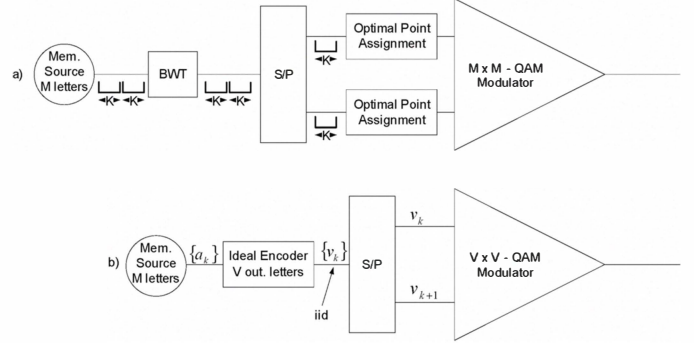 a)
Mem.
Source
M letters
K
K
BWT
K
K
S/P
K
Optimal Point
Assignment
K
Optimal Point
Assignment
M x M - QAM
Modulator
b)
Mem.
Source
M letters
{a_k}
Ideal Encoder
V out. letters
{v_k}
iid
S/P
v_k
v_{k+1}
V x V - QAM
Modulator